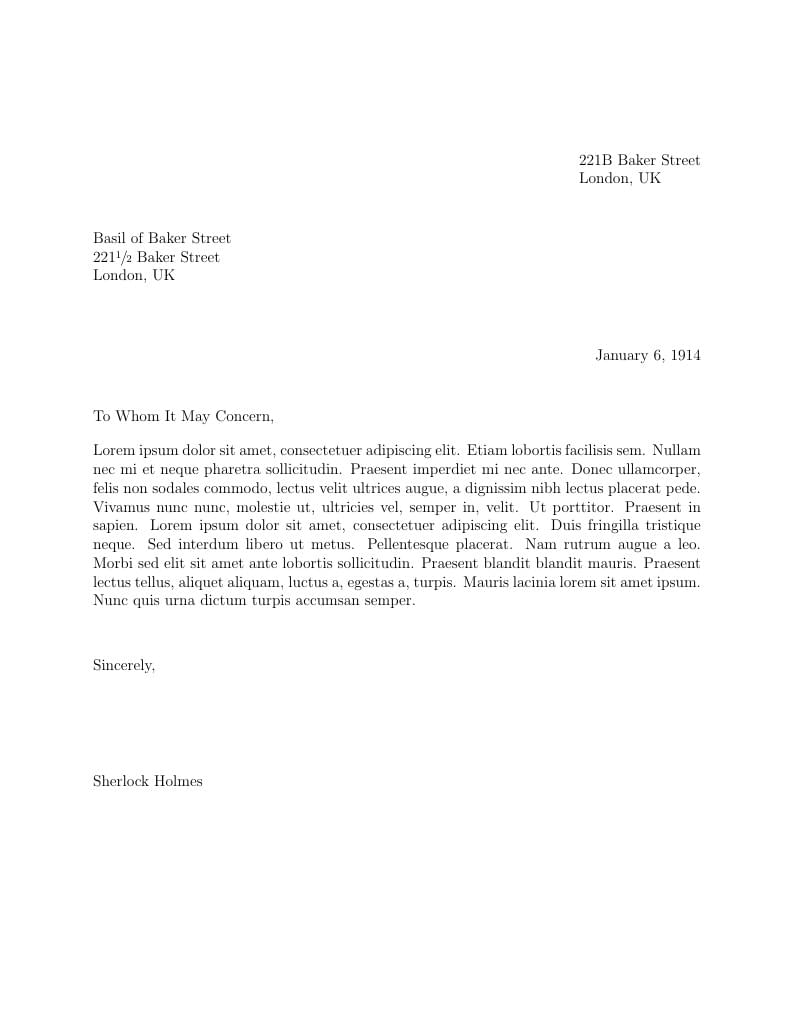 221B Baker Street
London, UK
Basil of Baker Street
221½ Baker Street
London, UK
January 6, 1914
To Whom It May Concern,
Lorem ipsum dolor sit amet, consectetuer adipiscing elit. Etiam lobortis facilisis sem. Nullam
nec mi et neque pharetra sollicitudin. Praesent imperdiet mi nec ante. Donec ullamcorper,
felis non sodales commodo, lectus velit ultrices augue, a dignissim nibh lectus placerat pede.
Vivamus nunc nunc, molestie ut, ultricies vel, semper in, velit. Ut porttitor. Praesent in
sapien. Lorem ipsum dolor sit amet, consectetuer adipiscing elit. Duis fringilla tristique
neque. Sed interdum libero ut metus. Pellentesque placerat. Nam rutrum augue a leo.
Morbi sed elit sit amet ante lobortis sollicitudin. Praesent blandit blandit mauris. Praesent
lectus tellus, aliquet aliquam, luctus a, egestas a, turpis. Mauris lacinia lorem sit amet ipsum.
Nunc quis urna dictum turpis accumsan semper.
Sincerely,
Sherlock Holmes